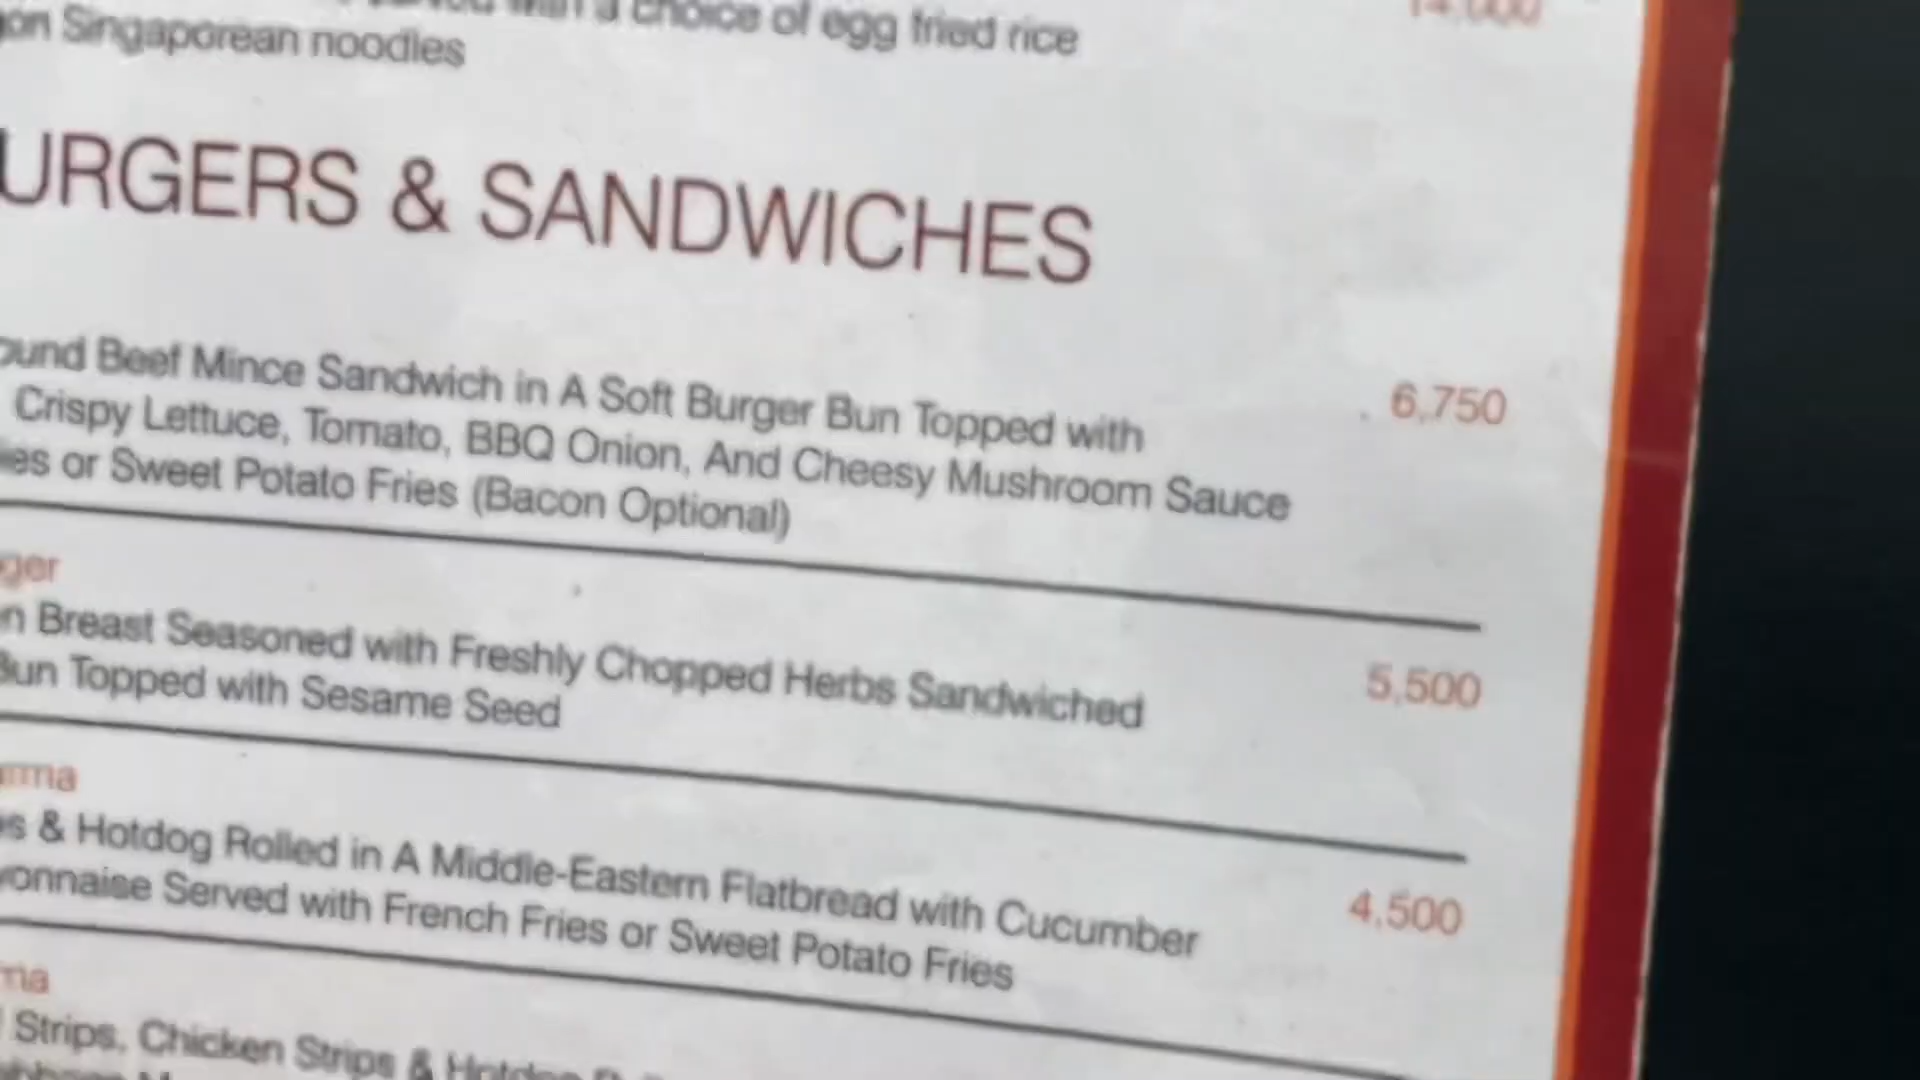 with a choice of egg fried rice
14,000
on Singaporean noodles
URGERS & SANDWICHES
ound Beef Mince Sandwich in A Soft Burger Bun Topped with
6,750
Crispy Lettuce, Tomato, BBQ Onion, And Cheesy Mushroom Sauce
es or Sweet Potato Fries (Bacon Optional)
ger
n Breast Seasoned with Freshly Chopped Herbs Sandwiched
5,500
Bun Topped with Sesame Seed
arma
s & Hotdog Rolled in A Middle-Eastern Flatbread with Cucumber
4,500
yonnaise Served with French Fries or Sweet Potato Fries
ma
Strips, Chicken Strips & Hotdog